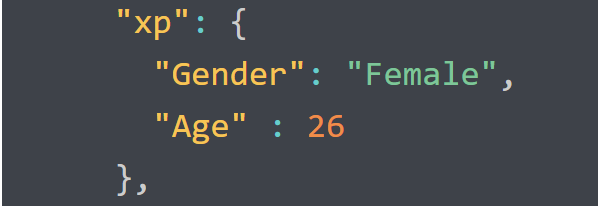 "xp": {
"Gender": "Female",
"Age" : 26
},